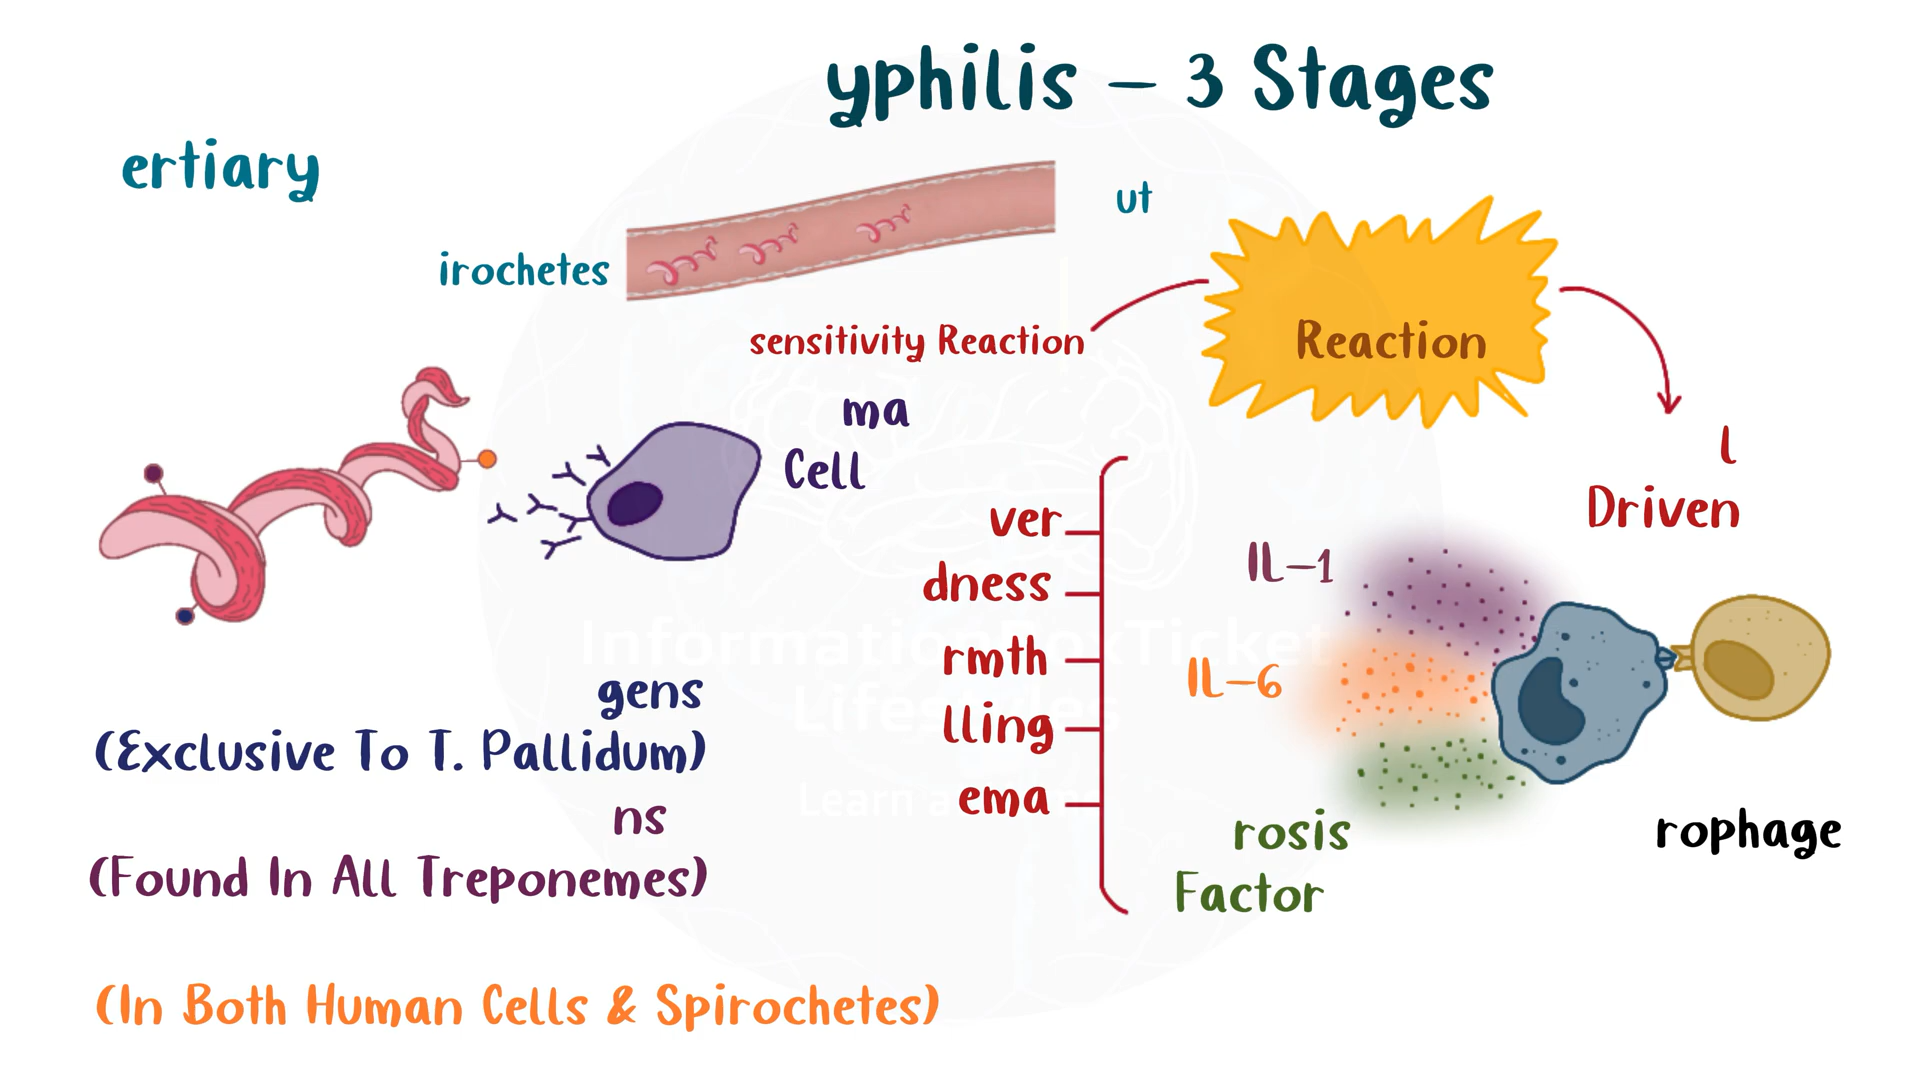 yphilis – 3 Stages
ertiary
ut
irochetes
sensitivity Reaction
Reaction
ma
Cell
l
Driven
ver
dness
rmth
lling
ema
IL-1
IL-6
rosis
Factor
rophage
gens
(Exclusive To T. Pallidum)
ns
(Found In All Treponemes)
(In Both Human Cells & Spirochetes)